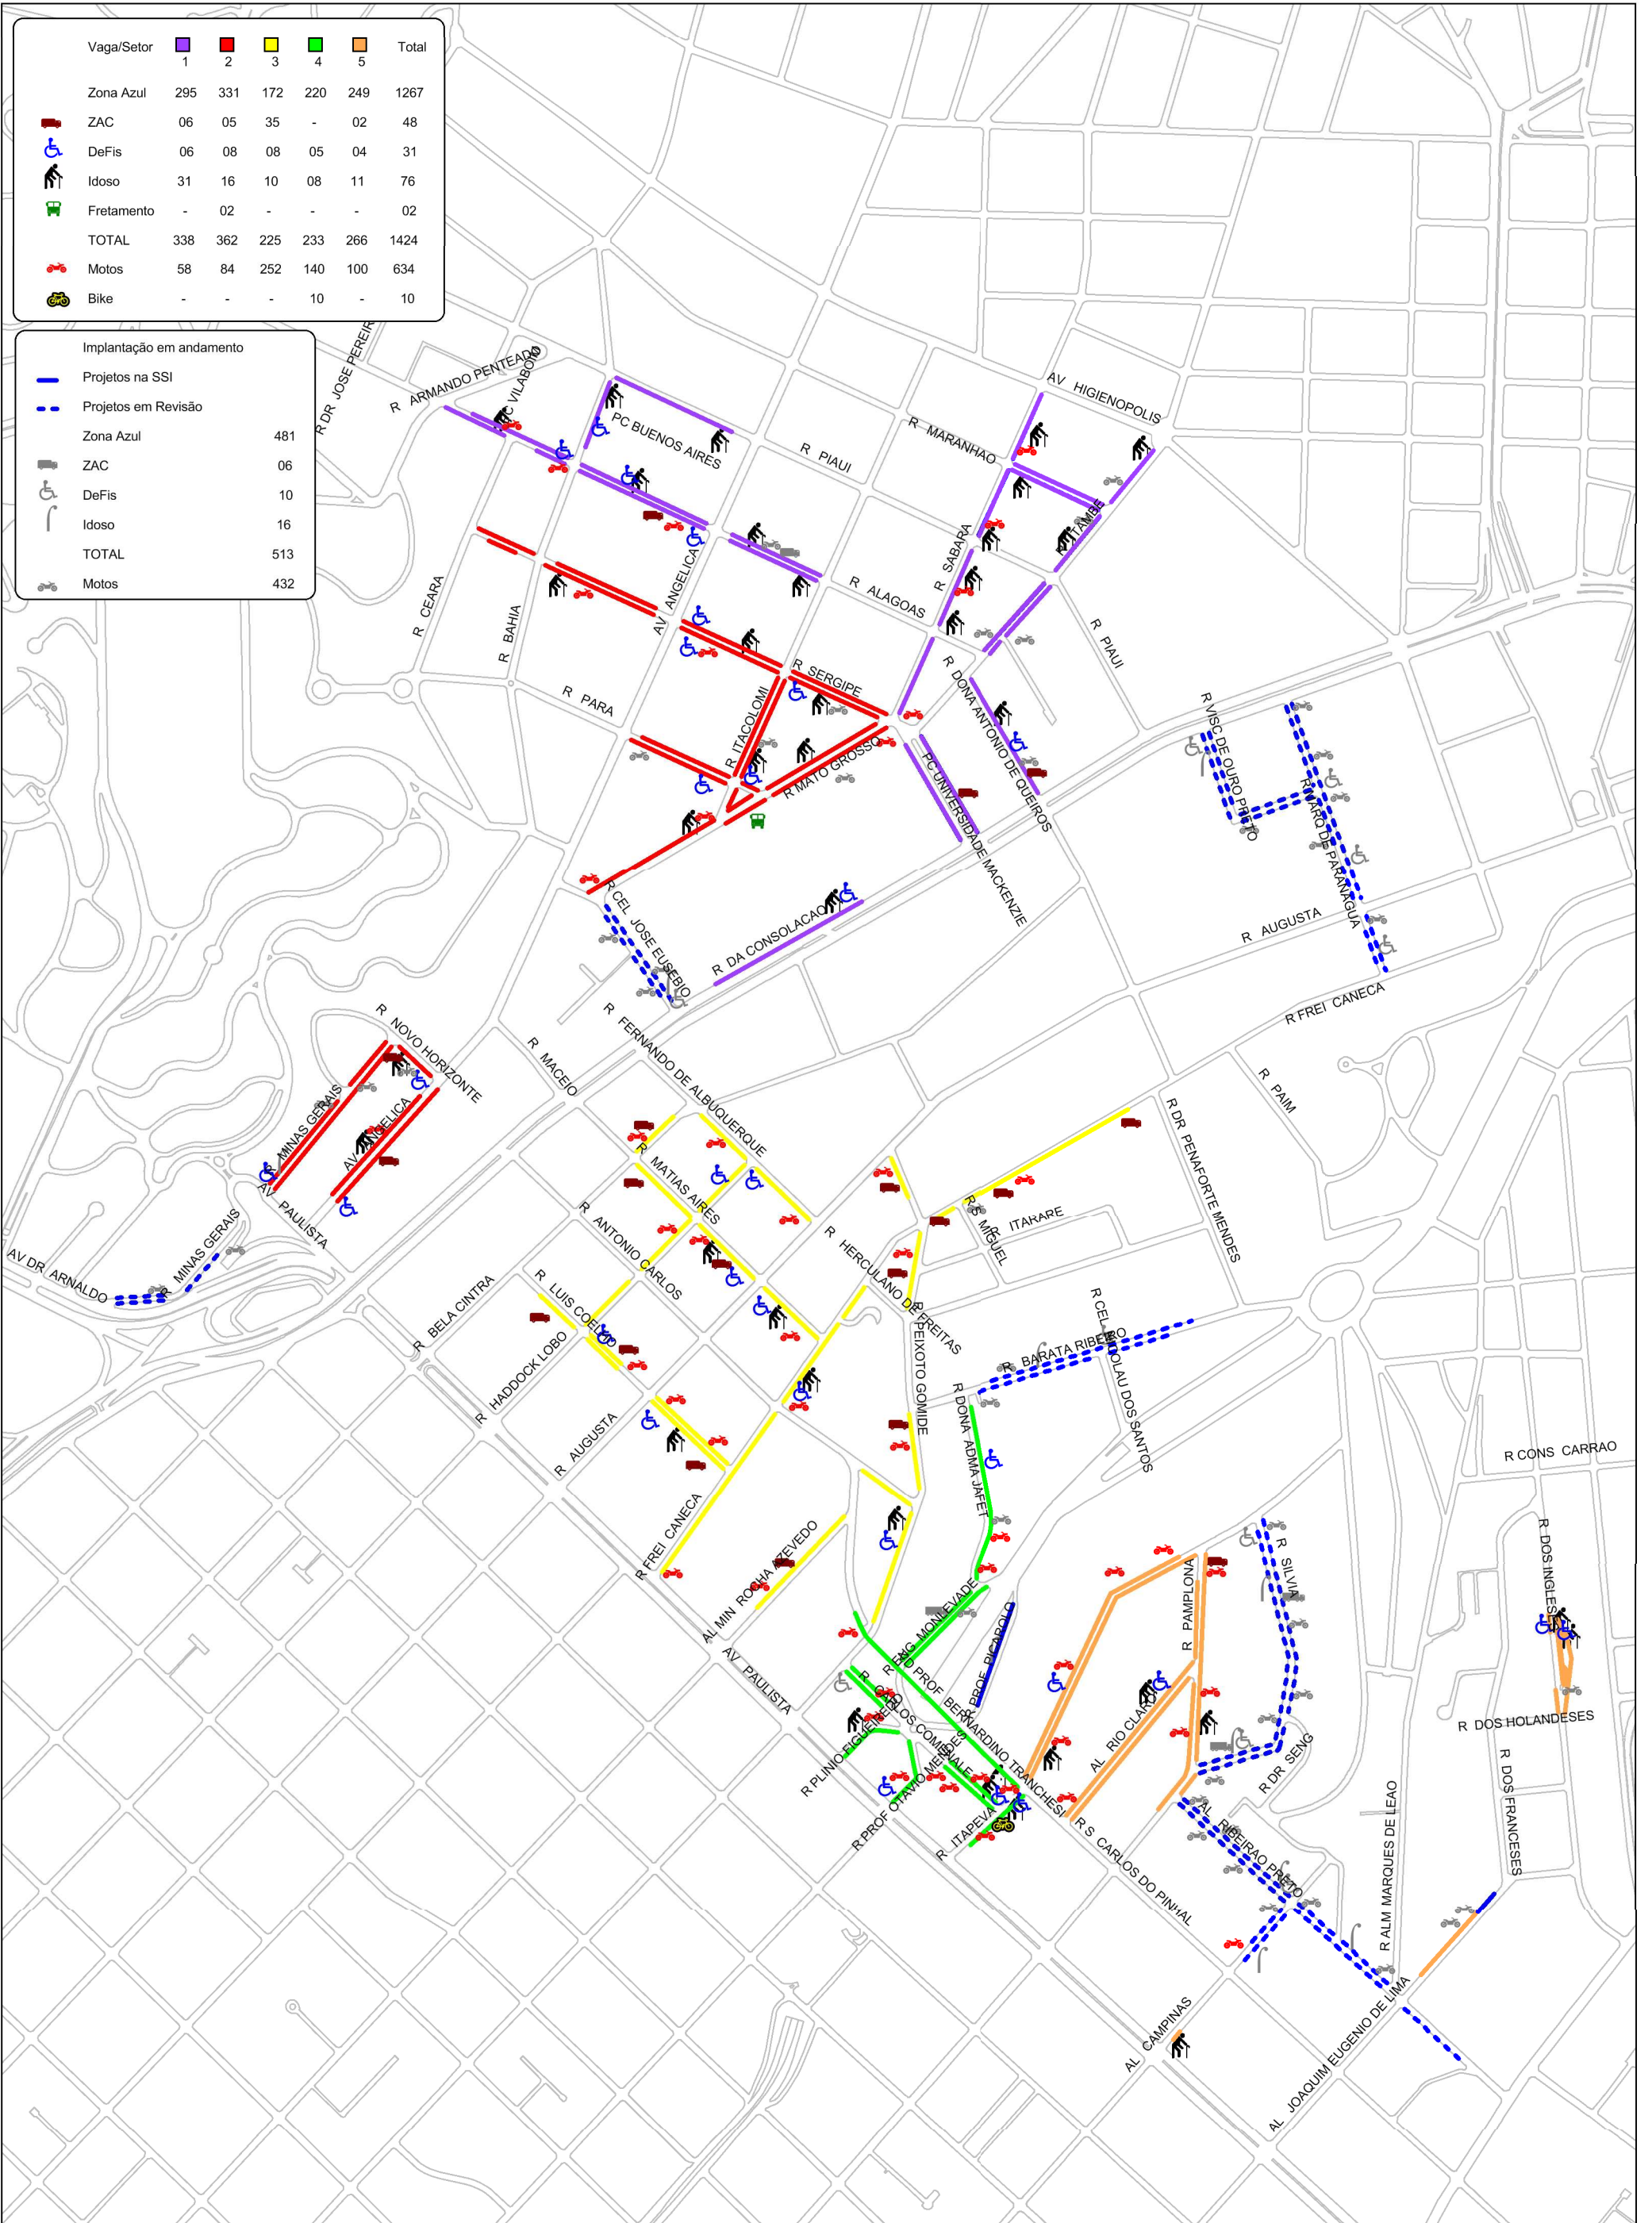 Vaga/Setor 1 2 3 4 5 Total
Zona Azul 295 331 172 220 249 1267
ZAC 06 05 35 - 02 48
DeFis 06 08 08 05 04 31
Idoso 31 16 10 08 11 76
Fretamento - 02 - - - 02
TOTAL 338 362 225 233 266 1424
Motos 58 84 252 140 100 634
Bike - - - 10 - 10
Implantação em andamento
Projetos na SSI
Projetos em Revisão
Zona Azul 481
ZAC 06
DeFis 10
Idoso 16
TOTAL 513
Motos 432
R DR JOSE PEREIR
R ARMANDO PENTEADO
PC VILABOIM
PC BUENOS AIRES
AV HIGIENOPOLIS
R MARANHAO
R PIAUI
R ITAMBE
R SABARA
R ALAGOAS
R CEARA
R BAHIA
AV ANGELICA
R PIAUI
R SERGIPE
R PARA
R ITACOLOMI
R MATO GROSSO
R DONA ANTONIO DE QUEIROS
PC UNIVERSIDADE MACKENZIE
R VISC DE OURO PRETO
R MARQ DE PARANAGUA
R CEL JOSE EUSEBIO
R DA CONSOLACAO
R AUGUSTA
R FREI CANECA
R NOVO HORIZONTE
R MACEIO
R FERNANDO DE ALBUQUERQUE
R MINAS GERAIS
AV ANGELICA
AV PAULISTA
R PAIM
R DR PENAFORTE MENDES
R MATIAS AIRES
R ANTONIO CARLOS
R S MIGUEL
R ITARARE
R HERCULANO DE FREITAS
AV DR ARNALDO
R MINAS GERAIS
R BELA CINTRA
R LUIS COELHO
R HADDOCK LOBO
R PEIXOTO GOMIDE
R BARATA RIBEIRO
R CEL NICOLAU DOS SANTOS
R DONA ADMA JAFET
R AUGUSTA
R FREI CANECA
R CONS CARRAO
AL MIN ROCHA AZEVEDO
R ENG MONLEVADE
R PROF PICAROLO
R PAMPLONA
R SILVIA
R DOS INGLESES
AV PAULISTA
R CARLOS COMENALE
R PLINIO FIGUEIREDO
R PROF OTAVIO MENDES
R ITAPEVA
AL RIO CLARO
R DR SENG
R DOS HOLANDESES
R DOS FRANCESES
R S CARLOS DO PINHAL
AL RIBEIRAO PRETO
R ALM MARQUES DE LEAO
AL CAMPINAS
AL JOAQUIM EUGENIO DE LIMA